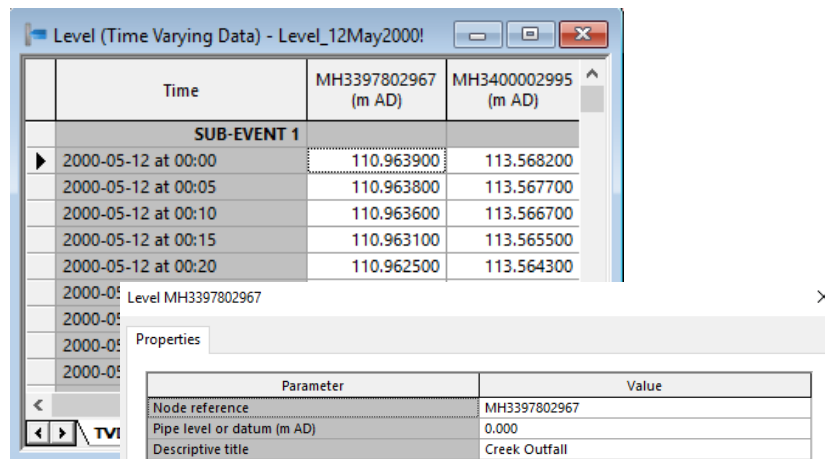 Level (Time Varying Data) - Level_12May2000!
Time MH3397802967 (m AD) MH3400002995 (m AD)
SUB-EVENT 1
2000-05-12 at 00:00 110.963900 113.568200
2000-05-12 at 00:05 110.963800 113.567700
2000-05-12 at 00:10 110.963600 113.566700
2000-05-12 at 00:15 110.963100 113.565500
2000-05-12 at 00:20 110.962500 113.564300
Level MH3397802967
Properties
Parameter Value
Node reference MH3397802967
Pipe level or datum (m AD) 0.000
Descriptive title Creek Outfall